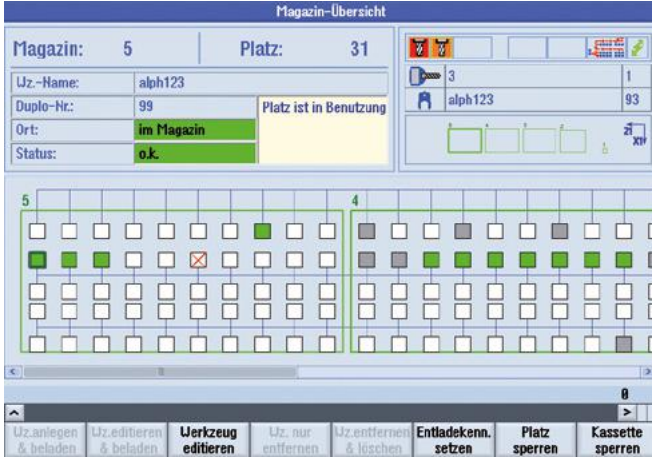 Magazin-Übersicht
Magazin: 5 Platz: 31
Wz.-Name: alph123
Duplo-Nr.: 99 Platz ist in Benutzung
Ort: im Magazin
Status: o.k.
3 1
alph123 93
5 4
0
Wz.anlegen & beladen
Wz.editieren & beladen
Werkzeug editieren
Wz. nur entfernen
Wz.entfernen & löschen
Entladekenn. setzen
Platz sperren
Kassette sperren